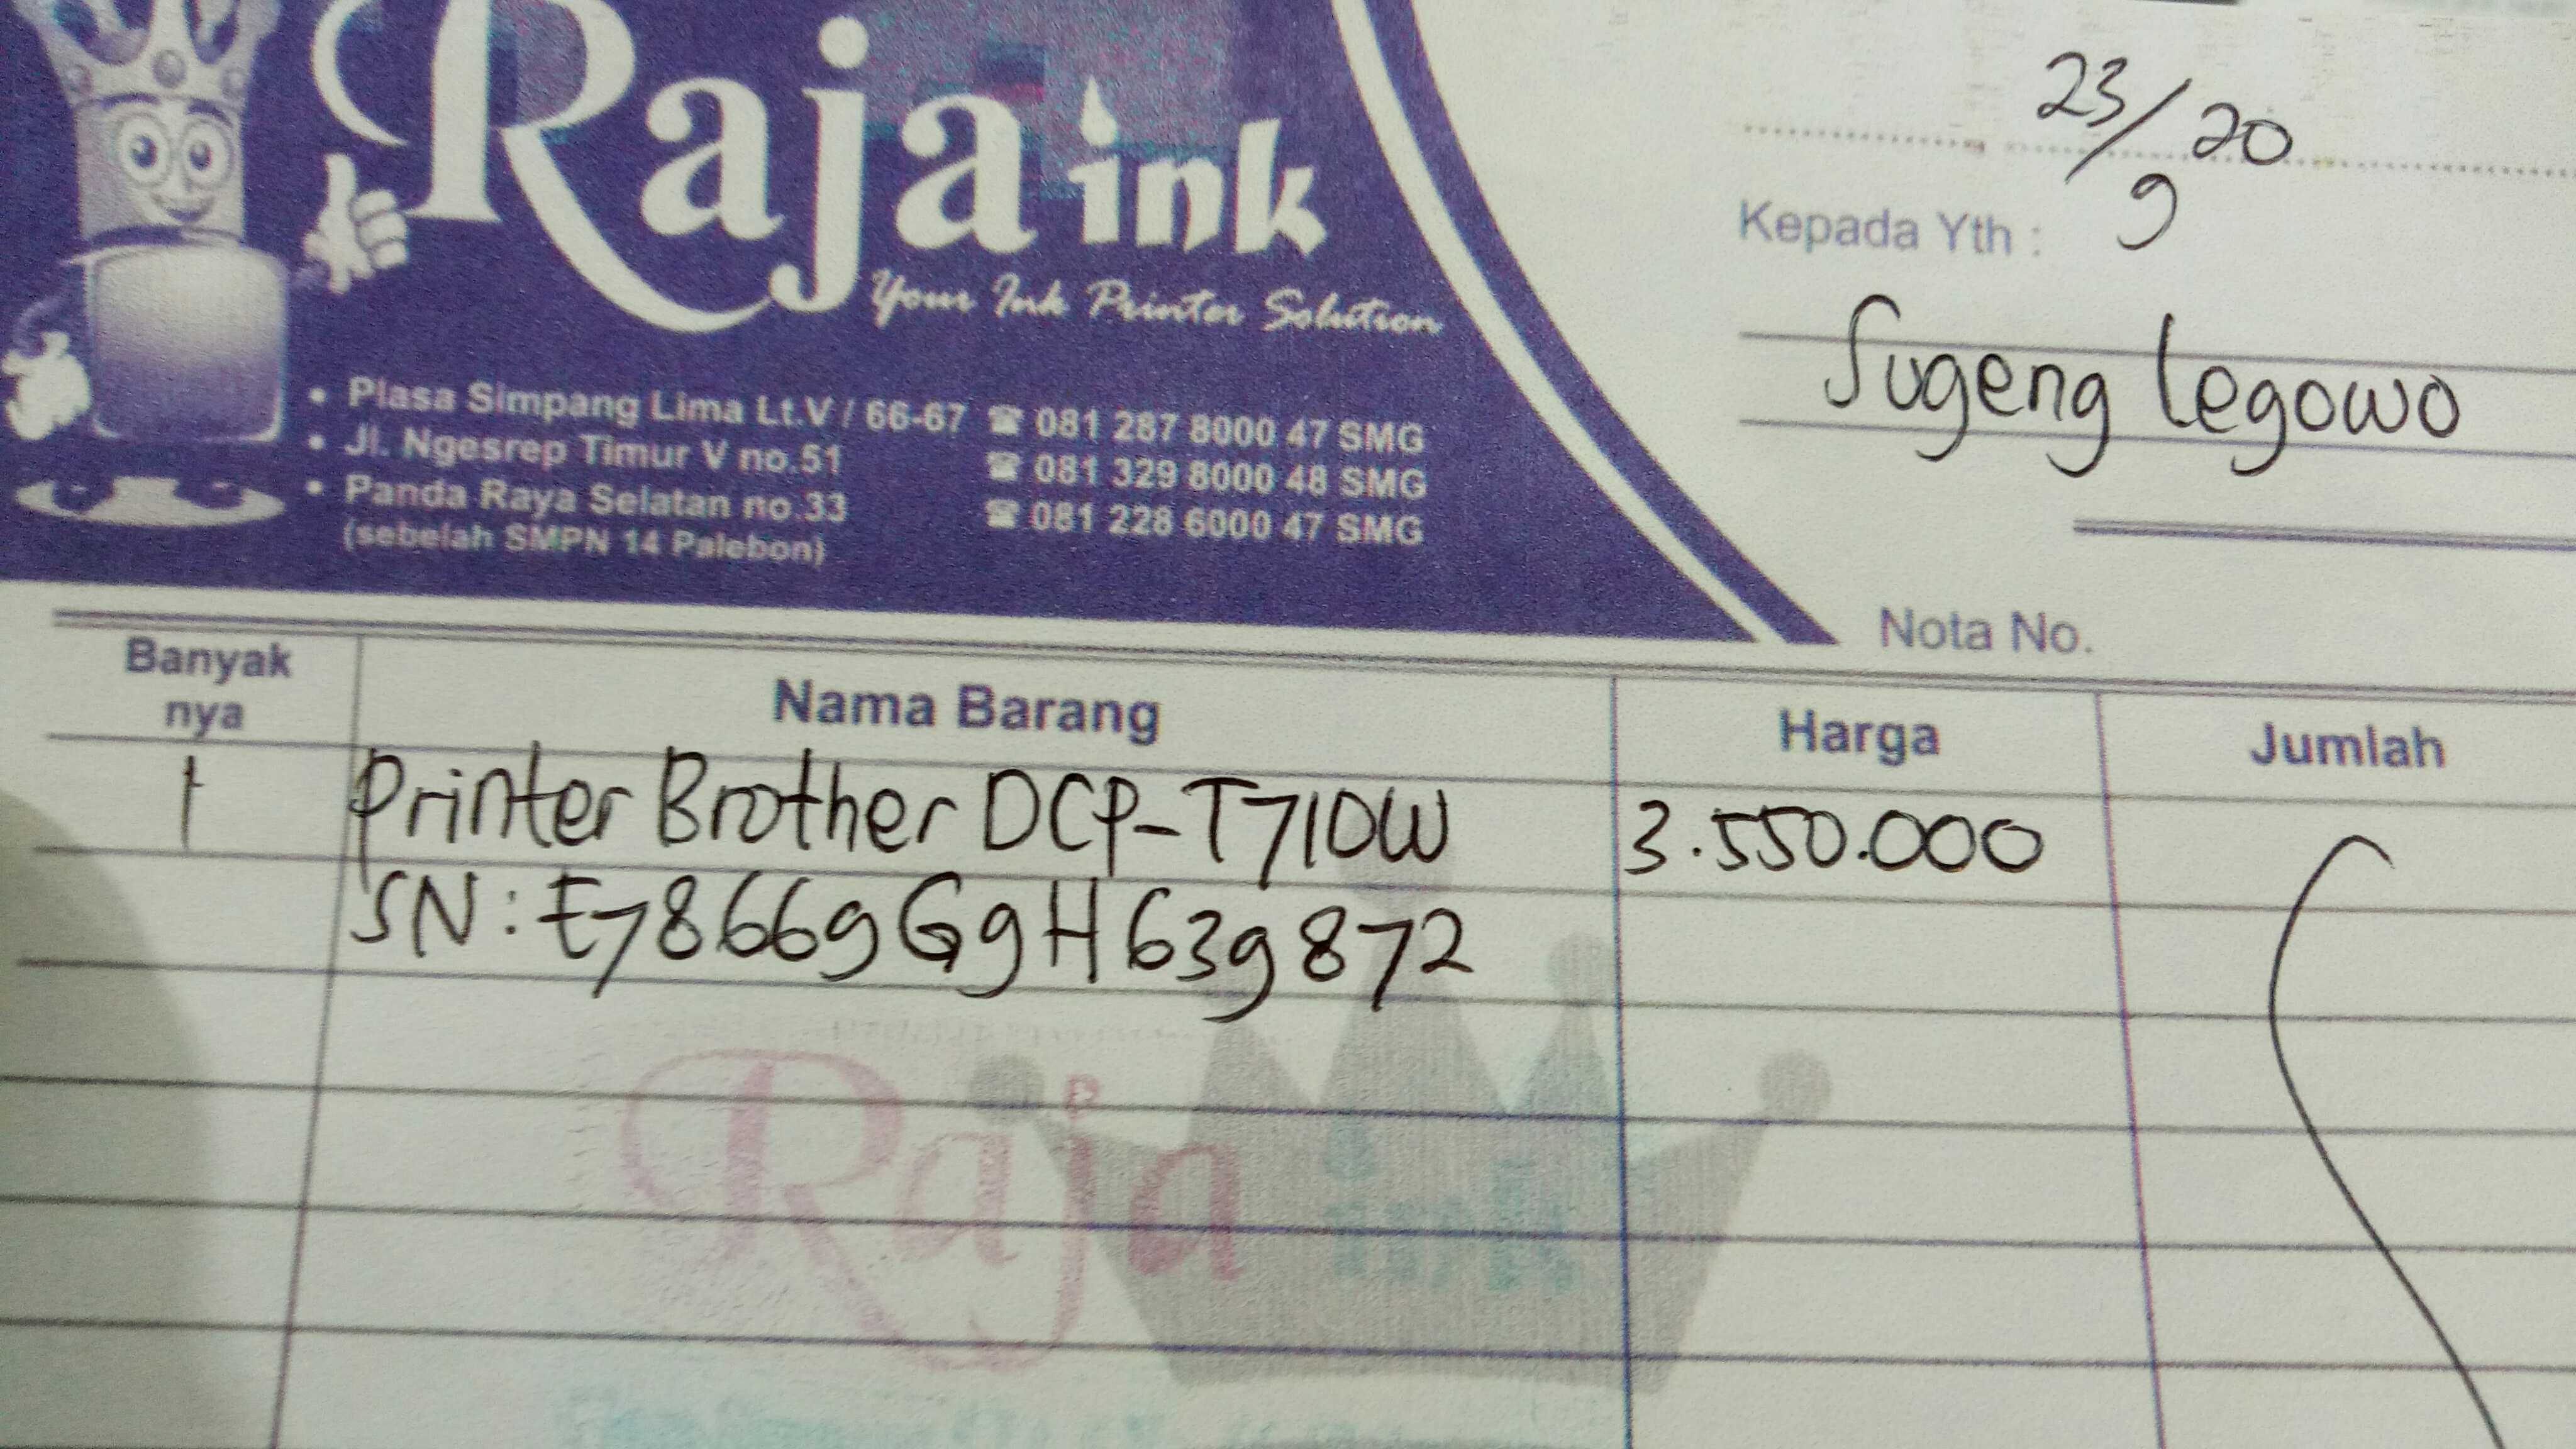 Raja ink
Your Ink Printer Solution
• Plasa Simpang Lima Lt.V / 66-67 ☎ 081 287 8000 47 SMG
• Jl. Ngesrep Timur V no.51 ☎ 081 329 8000 48 SMG
• Panda Raya Selatan no.33 ☎ 081 228 6000 47 SMG
(sebelah SMPN 14 Palebon)
23/9 20
Kepada Yth :
Sugeng Legowo
Nota No.
Banyak nya Nama Barang Harga Jumlah
1 Printer Brother DCP-T710W 3.550.000
SN: E78669G9H639872
Raja ink